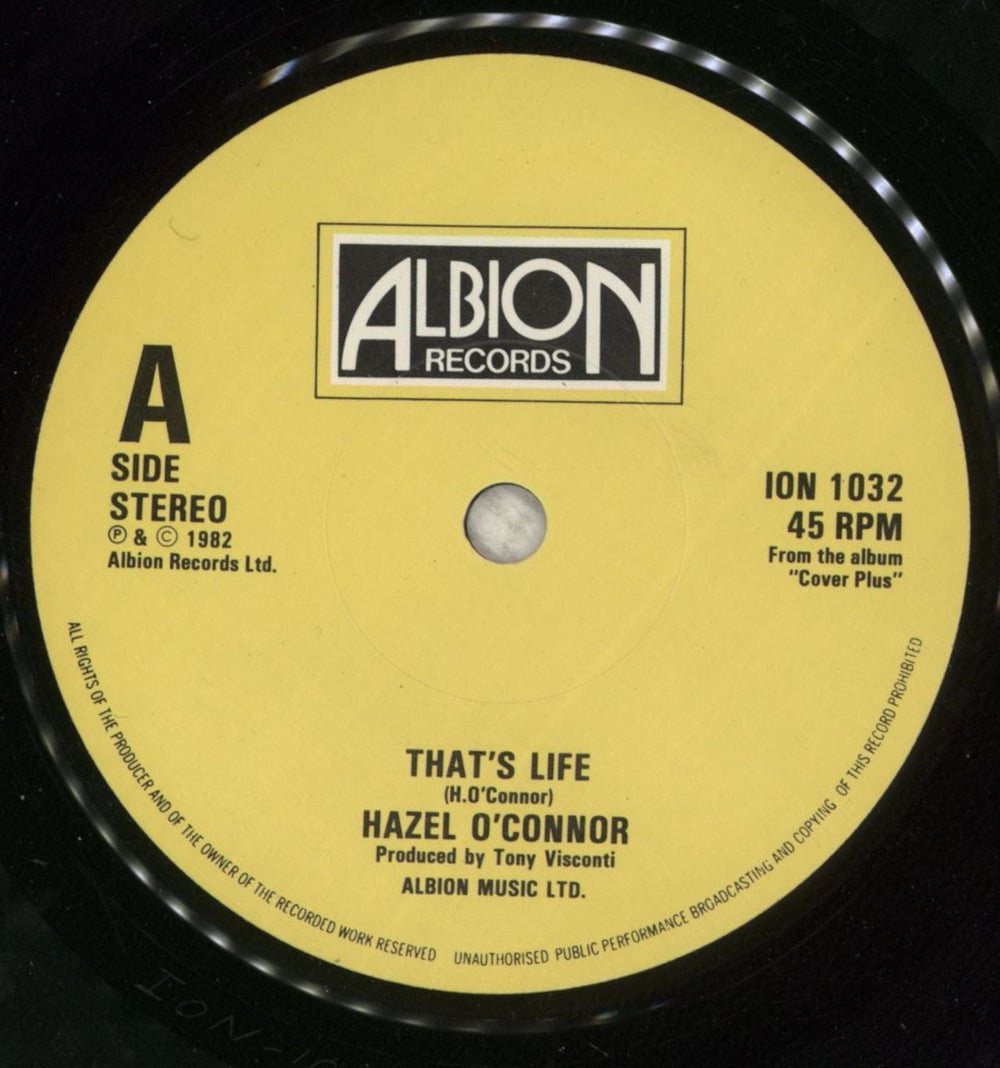 ALBION
RECORDS
A
SIDE
STEREO
℗ & © 1982
Albion Records Ltd.
ION 1032
45 RPM
From the album
"Cover Plus"
THAT'S LIFE
(H.O'Connor)
HAZEL O'CONNOR
Produced by Tony Visconti
ALBION MUSIC LTD.
ALL RIGHTS OF THE PRODUCER AND OF THE OWNER OF THE RECORDED WORK RESERVED UNAUTHORISED PUBLIC PERFORMANCE BROADCASTING AND COPYING OF THIS RECORD PROHIBITED